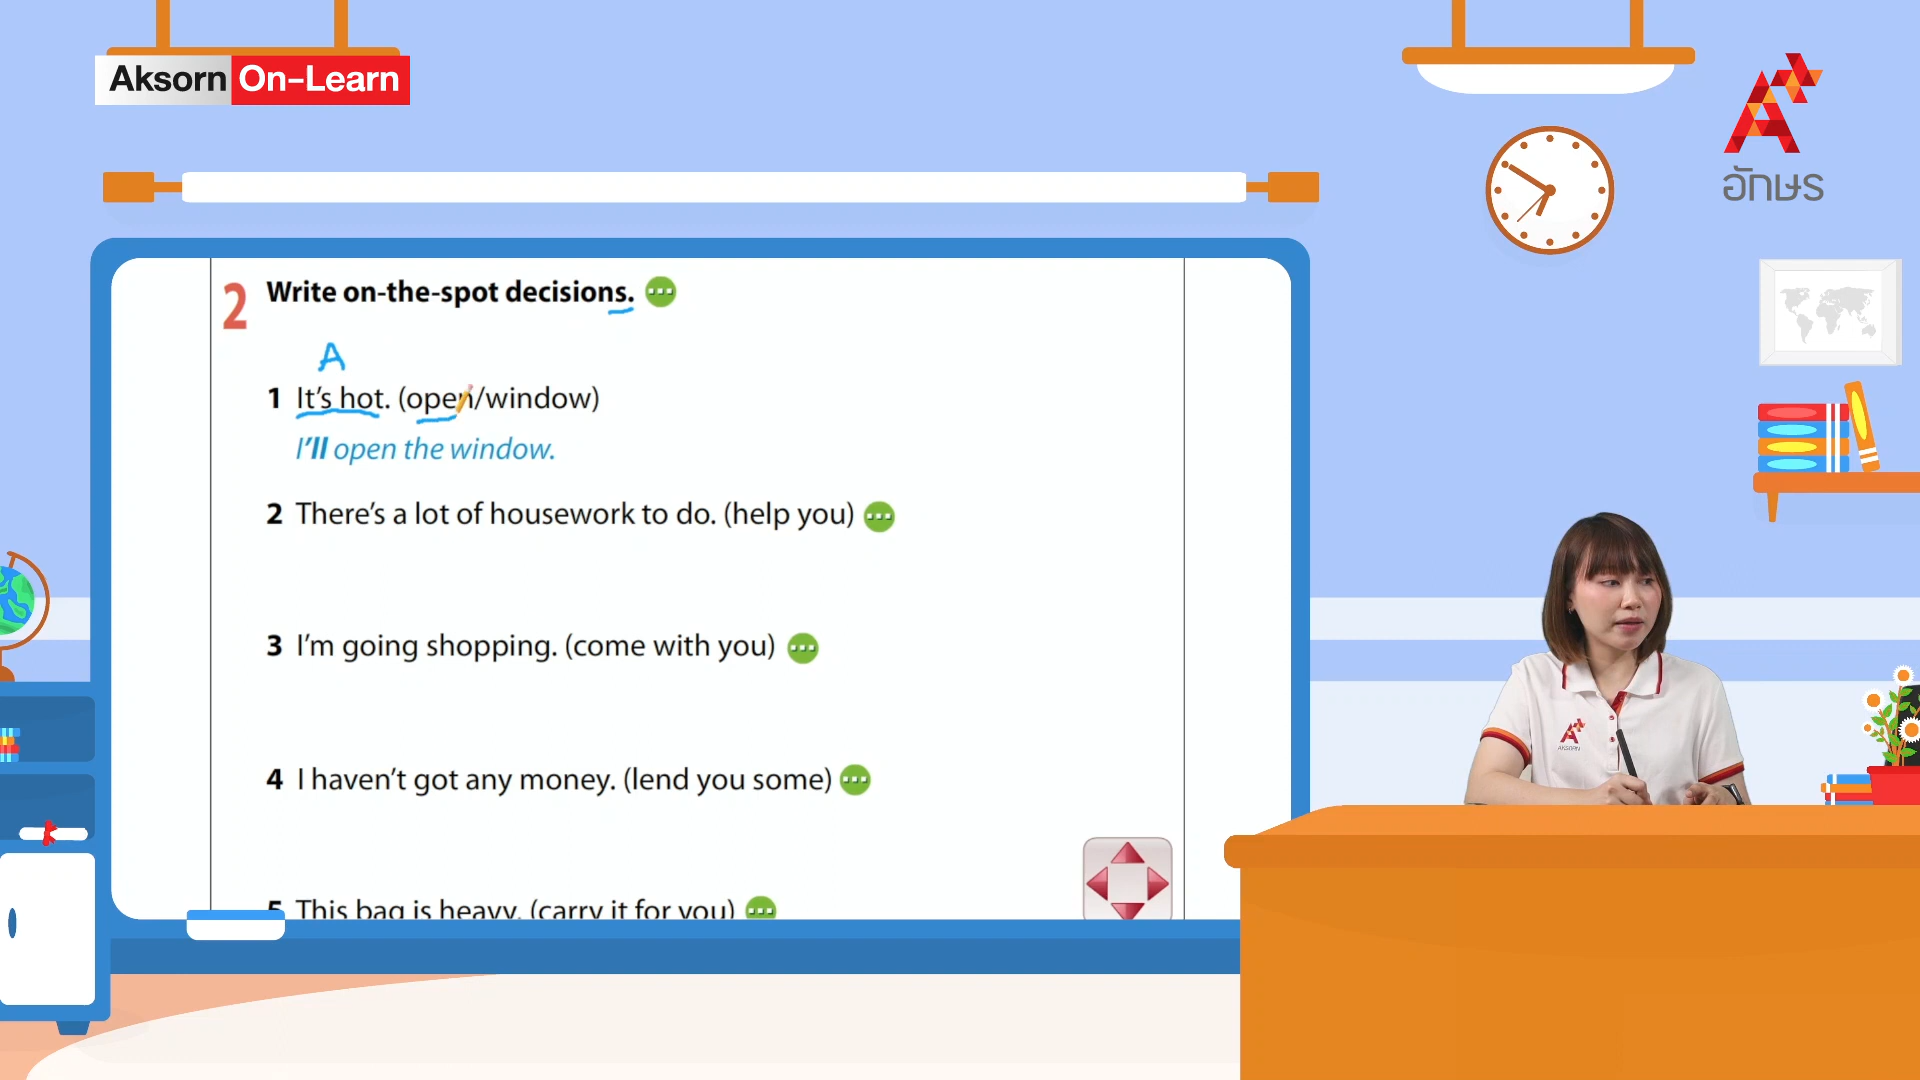 Aksorn On-Learn
อักษร
2 Write on-the-spot decisions.
A
1 It's hot. (open/window)
I'll open the window.
2 There's a lot of housework to do. (help you)
3 I'm going shopping. (come with you)
4 I haven't got any money. (lend you some)
5 This bag is heavy. (carry it for you)
AKSORN